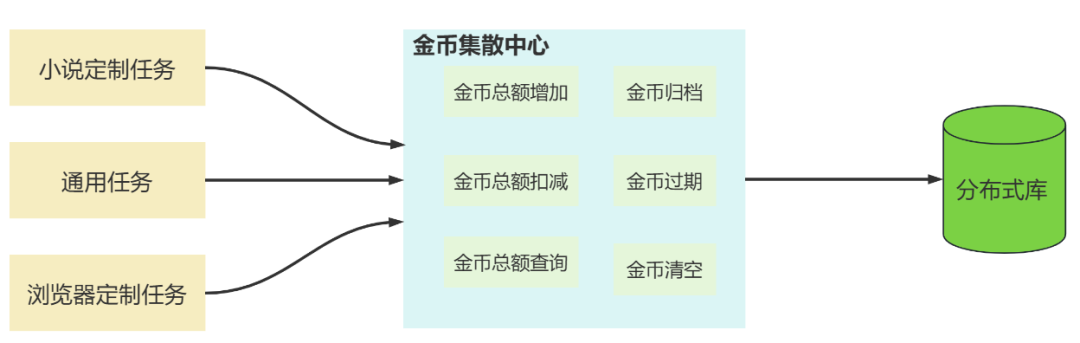 小说定制任务
通用任务
浏览器定制任务
金币集散中心
金币总额增加
金币归档
金币总额扣减
金币过期
金币总额查询
金币清空
分布式库